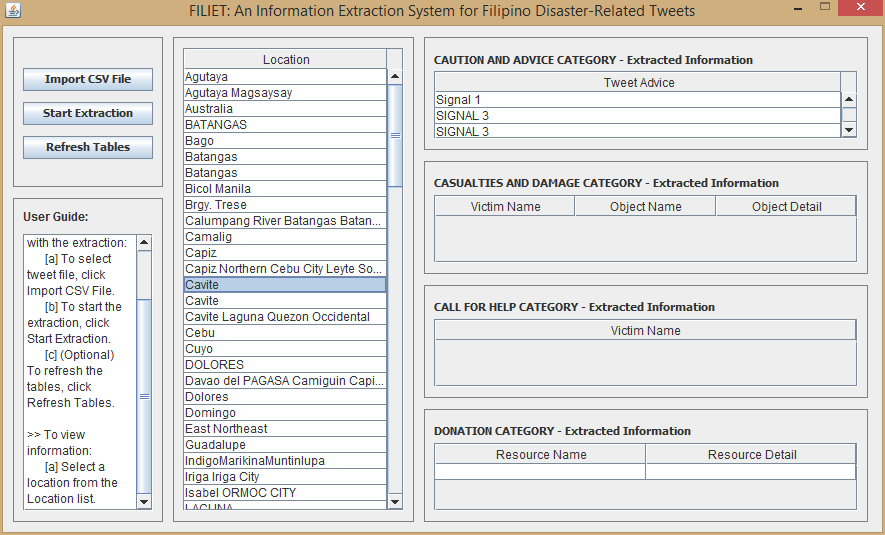 FILIET: An Information Extraction System for Filipino Disaster-Related Tweets
Import CSV File
Start Extraction
Refresh Tables
User Guide:
with the extraction:
[a] To select
tweet file, click
Import CSV File.
[b] To start the
extraction, click
Start Extraction.
[c] (Optional)
To refresh the
tables, click
Refresh Tables.
>> To view
information:
[a] Select a
location from the
Location list.
Location
Agutaya
Agutaya Magsaysay
Australia
BATANGAS
Bago
Batangas
Batangas
Bicol Manila
Brgy. Trese
Calumpang River Batangas Batan...
Camalig
Capiz
Capiz Northern Cebu City Leyte So...
Cavite
Cavite
Cavite Laguna Quezon Occidental
Cebu
Cuyo
DOLORES
Davao del PAGASA Camiguin Capi...
Dolores
Domingo
East Northeast
Guadalupe
IndigoMarikinaMuntinlupa
Iriga Iriga City
Isabel ORMOC CITY
LAGUNA
CAUTION AND ADVICE CATEGORY - Extracted Information
Tweet Advice
Signal 1
SIGNAL 3
SIGNAL 3
CASUALTIES AND DAMAGE CATEGORY - Extracted Information
Victim Name Object Name Object Detail
CALL FOR HELP CATEGORY - Extracted Information
Victim Name
DONATION CATEGORY - Extracted Information
Resource Name Resource Detail